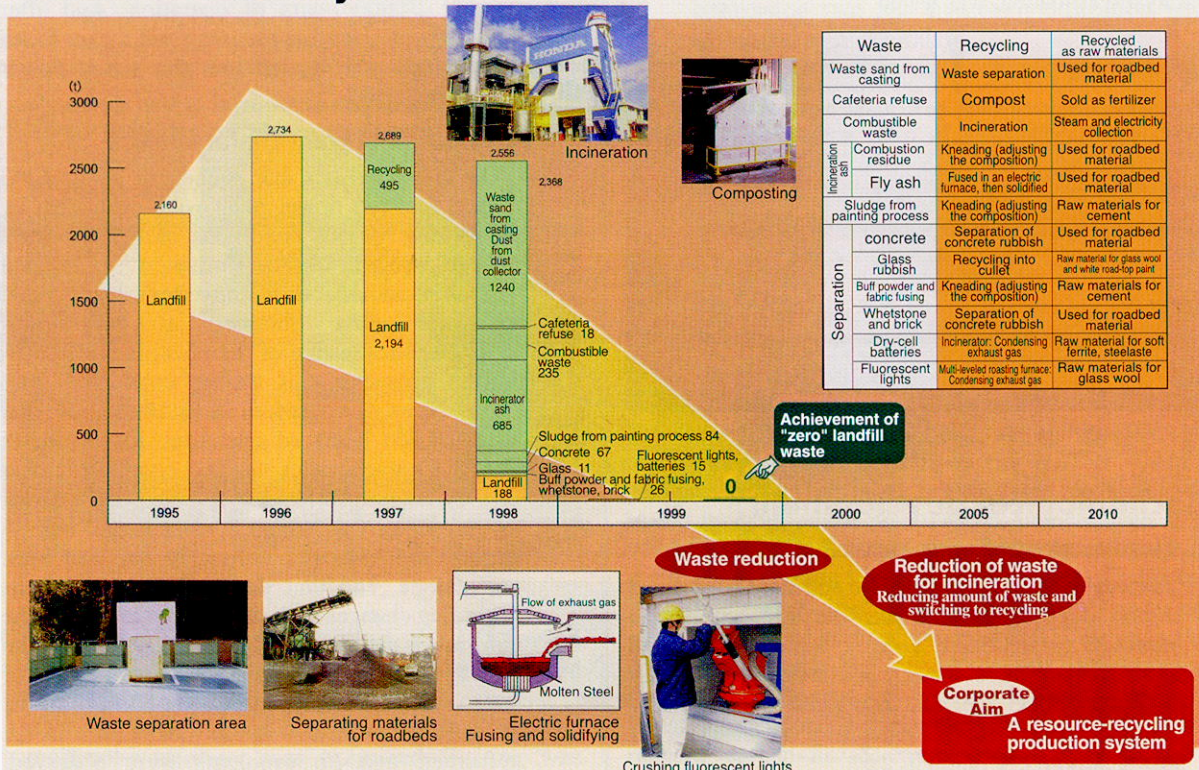 HONDA
Incineration
Composting
Waste
Recycling
Recycled
as raw materials
Waste sand from
casting
Waste separation
Used for roadbed
material
Cafeteria refuse
Compost
Sold as fertilizer
Combustible
waste
Incineration
Steam and electricity
collection
Incineration
ash
Combustion
residue
Kneading (adjusting
the composition)
Used for roadbed
material
Fly ash
Fused in an electric
furnace, then solidified
Used for roadbed
material
Sludge from
painting process
Kneading (adjusting
the composition)
Raw materials for
cement
Separation
concrete
Separation of
concrete rubbish
Used for roadbed
material
Glass
rubbish
Recycling into
cullet
Raw material for glass wool
and white road-top paint
Buff powder and
fabric fusing
Kneading (adjusting
the composition)
Raw materials for
cement
Whetstone
and brick
Separation of
concrete rubbish
Used for roadbed
material
Dry-cell
batteries
Incinerator: Condensing
exhaust gas
Raw material for soft
ferrite, steelaste
Fluorescent
lights
Multi-leveled roasting furnace:
Condensing exhaust gas
Raw materials for
glass wool
(t)
3000
2500
2000
1500
1000
500
0
2,160
Landfill
2,734
Landfill
2,689
Recycling
495
Landfill
2,194
2,556
2,368
Waste
sand
from
casting
Dust
from
dust
collector
1240
Cafeteria
refuse 18
Combustible
waste
235
Incinerator
ash
685
Sludge from painting process 84
Concrete 67
Glass 11
Fluorescent lights,
batteries 15
Buff powder and fabric fusing,
whetstone, brick
26
Landfill
188
Achievement of
"zero" landfill
waste
0
1995
1996
1997
1998
1999
2000
2005
2010
Waste reduction
Reduction of waste
for incineration
Reducing amount of waste and
switching to recycling
Corporate
Aim
A resource-recycling
production system
Waste separation area
Separating materials
for roadbeds
Flow of exhaust gas
Molten Steel
Electric furnace
Fusing and solidifying
Crushing fluorescent lights